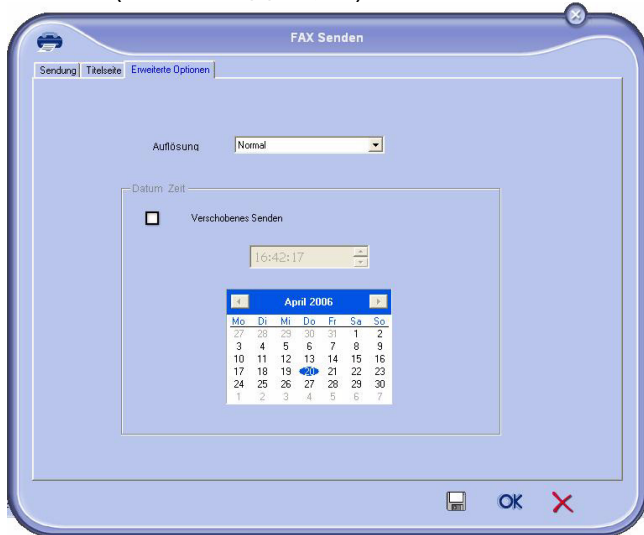 FAX Senden
Sendung Titelseite Erweiterte Optionen
Auflösung Normal
Datum Zeit
Verschobenes Senden
16:42:17
April 2006
Mo Di Mi Do Fr Sa So
27 28 29 30 31 1 2
3 4 5 6 7 8 9
10 11 12 13 14 15 16
17 18 19 20 21 22 23
24 25 26 27 28 29 30
1 2 3 4 5 6 7
OK